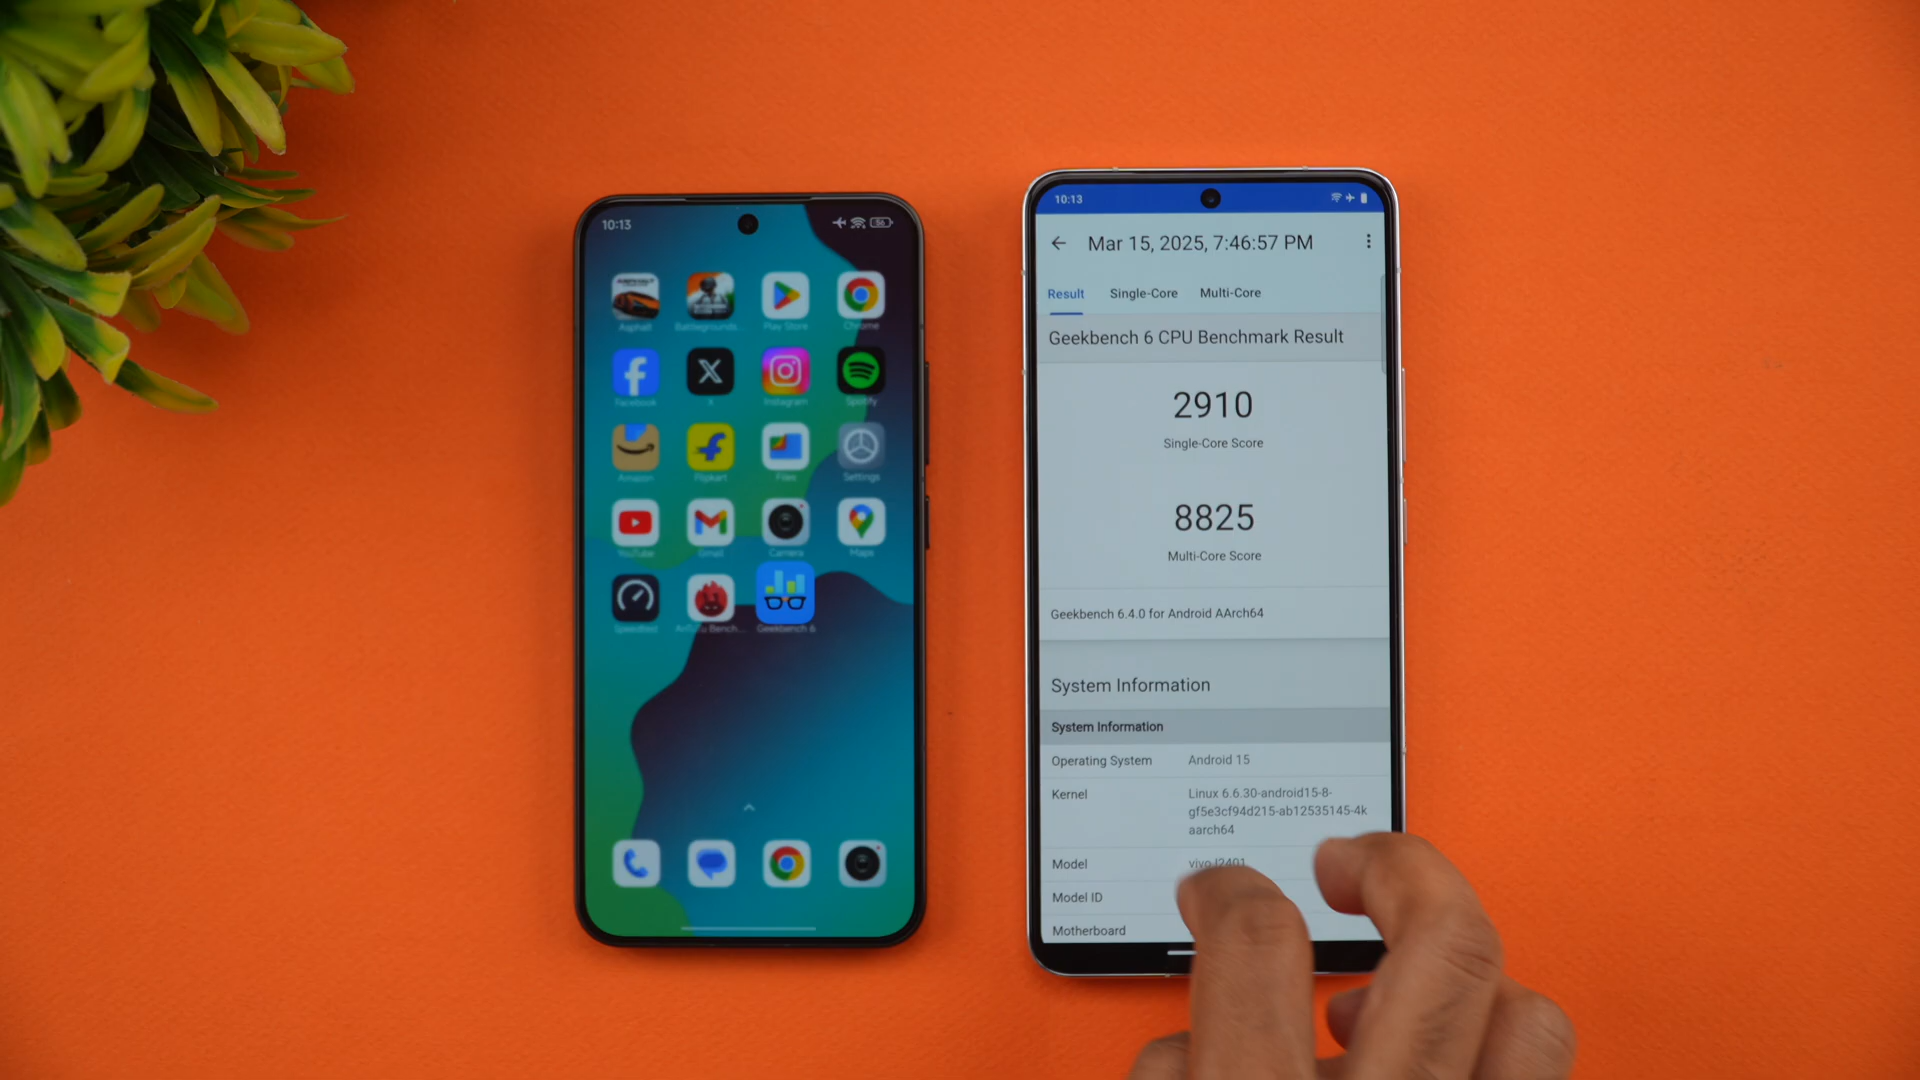 10:13
56
Asphalt
Battlegrounds...
Play Store
Chrome
Facebook
X
Instagram
Spotify
Amazon
Flipkart
Files
Settings
YouTube
Gmail
Camera
Maps
Speedtest
AnTuTu Bench...
Geekbench 6
10:13
Mar 15, 2025, 7:46:57 PM
Result Single-Core Multi-Core
Geekbench 6 CPU Benchmark Result
2910
Single-Core Score
8825
Multi-Core Score
Geekbench 6.4.0 for Android AArch64
System Information
System Information
Operating System Android 15
Kernel Linux 6.6.30-android15-8-
gf5e3cf94d215-ab12535145-4k
aarch64
Model vivo I2401
Model ID
Motherboard